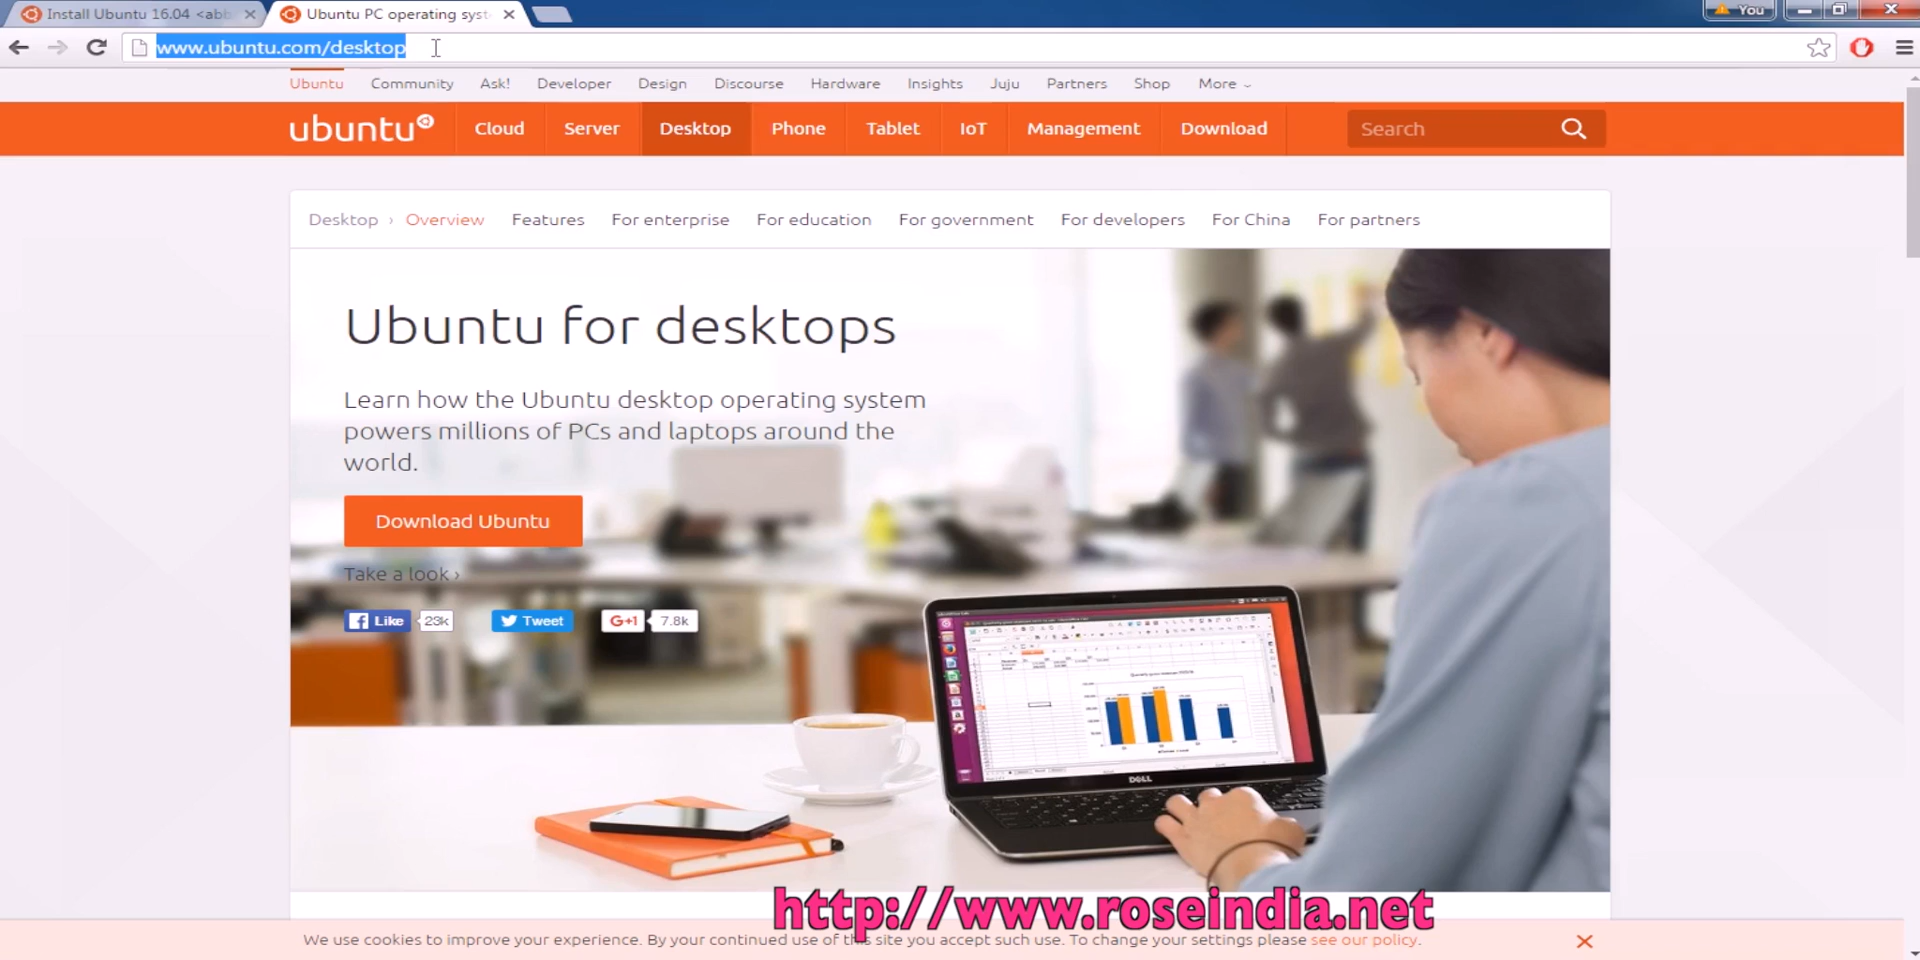 Install Ubuntu 16.04 <abb
Ubuntu PC operating syst
You
www.ubuntu.com/desktop
Ubuntu Community Ask! Developer Design Discourse Hardware Insights Juju Partners Shop More
ubuntu Cloud Server Desktop Phone Tablet IoT Management Download Search
Desktop › Overview Features For enterprise For education For government For developers For China For partners
Ubuntu for desktops
Learn how the Ubuntu desktop operating system
powers millions of PCs and laptops around the
world.
Download Ubuntu
Take a look ›
Like 23k Tweet G+1 7.8k
DELL
http://www.roseindia.net
We use cookies to improve your experience. By your continued use of this site you accept such use. To change your settings please see our policy.